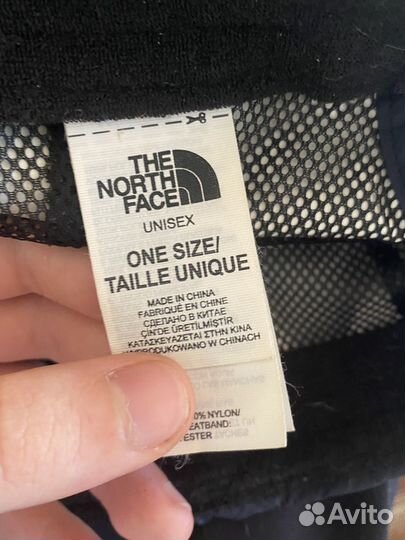 THE
NORTH
FACE
UNISEX
ONE SIZE/
TAILLE UNIQUE
MADE IN CHINA
FABRIQUÉ EN CHINE
СДЕЛАНО В КИТАЕ
ÇİN'DE ÜRETİLMİŞTİR
ΚΑΤΑΣΚΕΥΑΖΕΤΑΙ ΣΤΗΝ ΚΙΝΑ
WYPRODUKOWANO W CHINACH
0% NYLON/
EATBAND:
ESTER
Avito